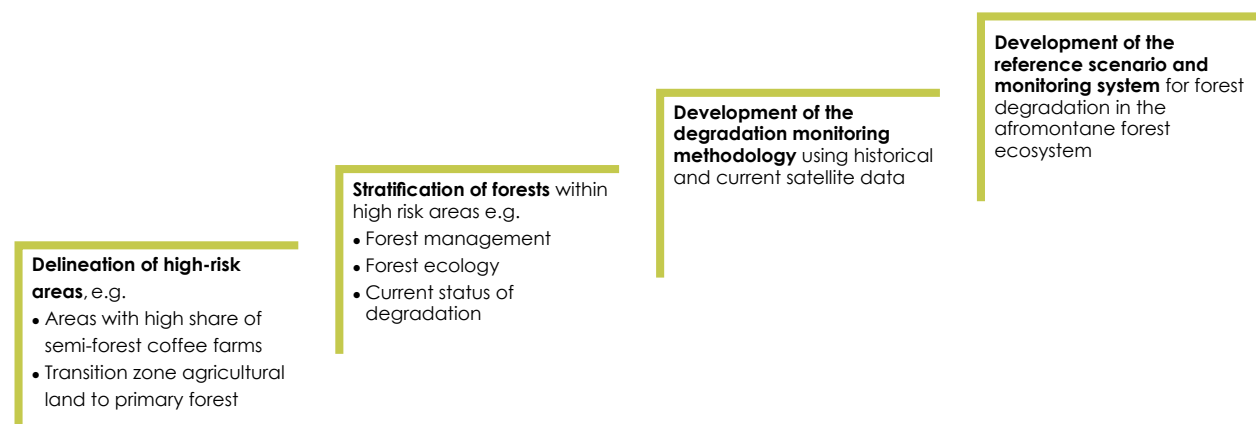 Delineation of high-risk
areas, e.g.
• Areas with high share of
semi-forest coffee farms
• Transition zone agricultural
land to primary forest
Stratification of forests within
high risk areas e.g.
• Forest management
• Forest ecology
• Current status of
degradation
Development of the
degradation monitoring
methodology using historical
and current satellite data
Development of the
reference scenario and
monitoring system for forest
degradation in the
afromontane forest
ecosystem